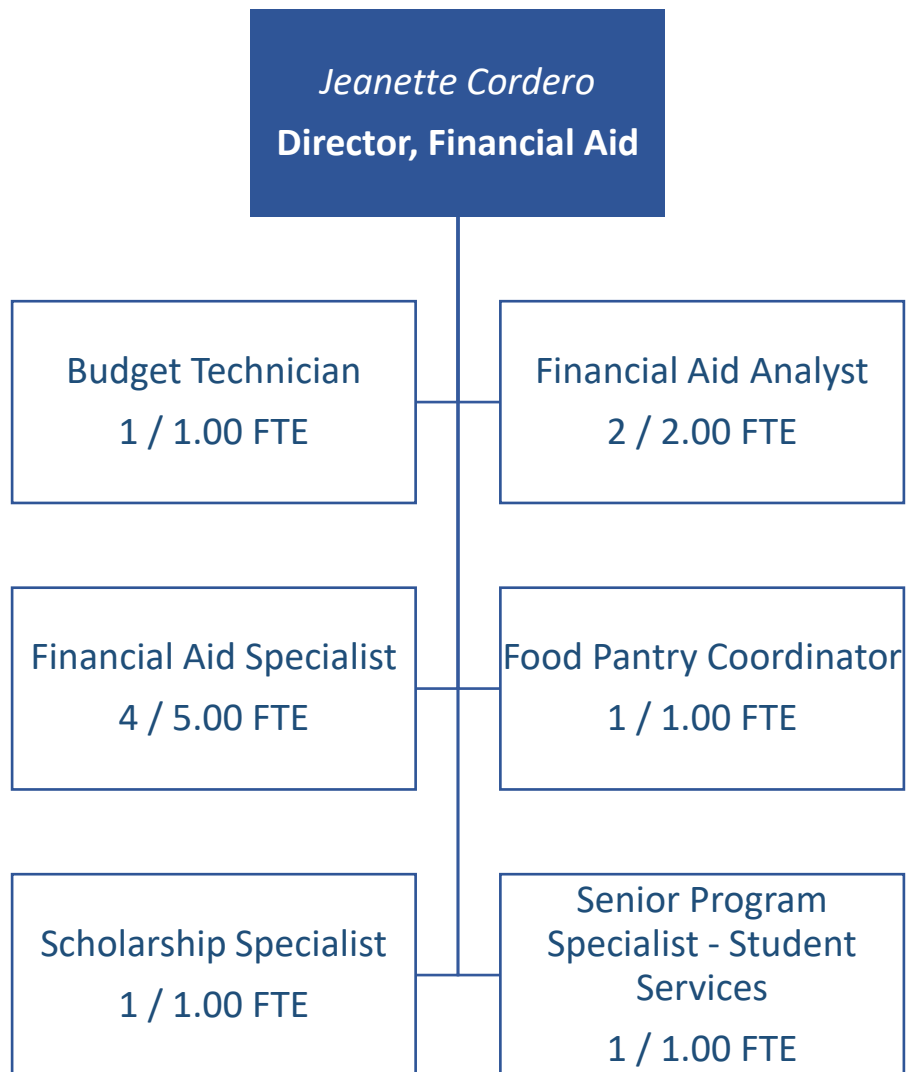 Jeanette Cordero
Director, Financial Aid
Budget Technician
1 / 1.00 FTE
Financial Aid Analyst
2 / 2.00 FTE
Financial Aid Specialist
4 / 5.00 FTE
Food Pantry Coordinator
1 / 1.00 FTE
Scholarship Specialist
1 / 1.00 FTE
Senior Program
Specialist - Student
Services
1 / 1.00 FTE